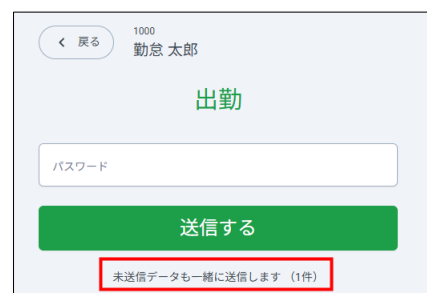 戻る
1000
勤怠 太郎
出勤
パスワード
送信する
未送信データも一緒に送信します（1件）